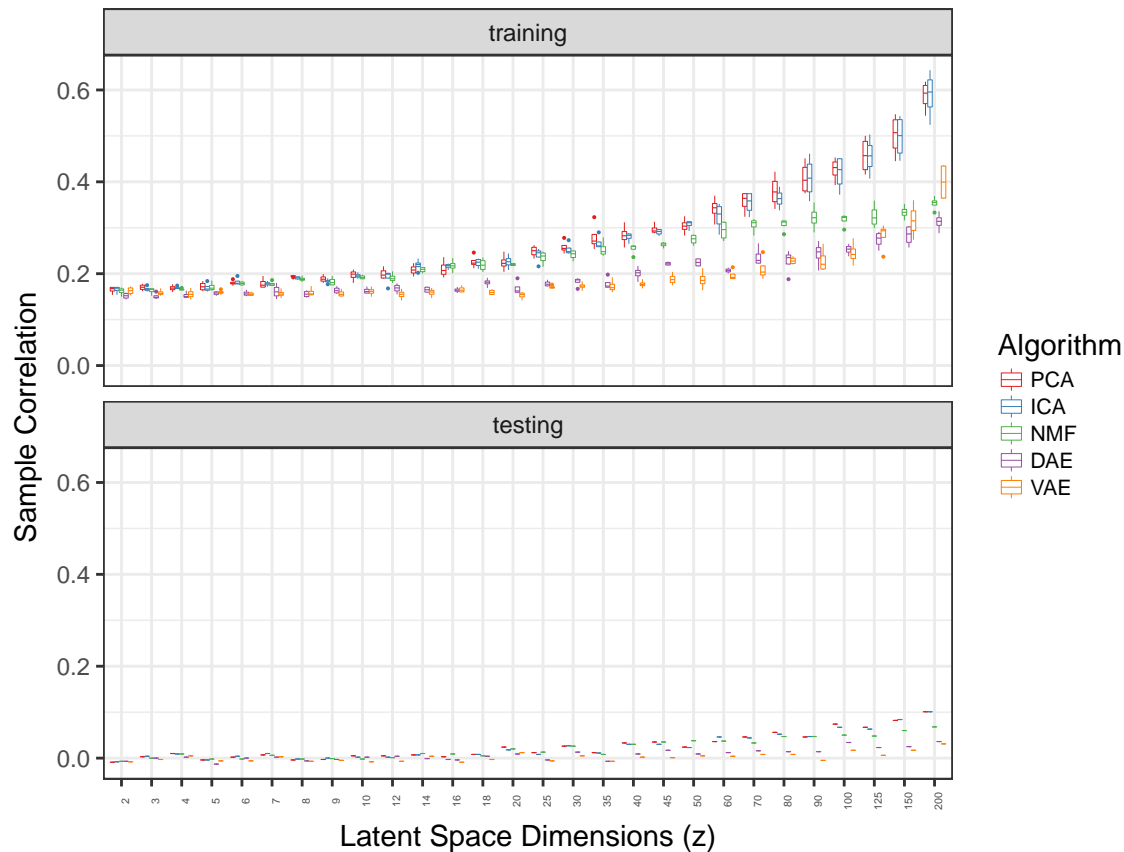 training
0.6
0.4
0.2
0.0
testing
0.6
0.4
0.2
0.0
Sample Correlation
2 3 4 5 6 7 8 9 10 12 14 16 18 20 25 30 35 40 45 50 60 70 80 90 100 125 150 200
Latent Space Dimensions (z)
Algorithm
PCA
ICA
NMF
DAE
VAE